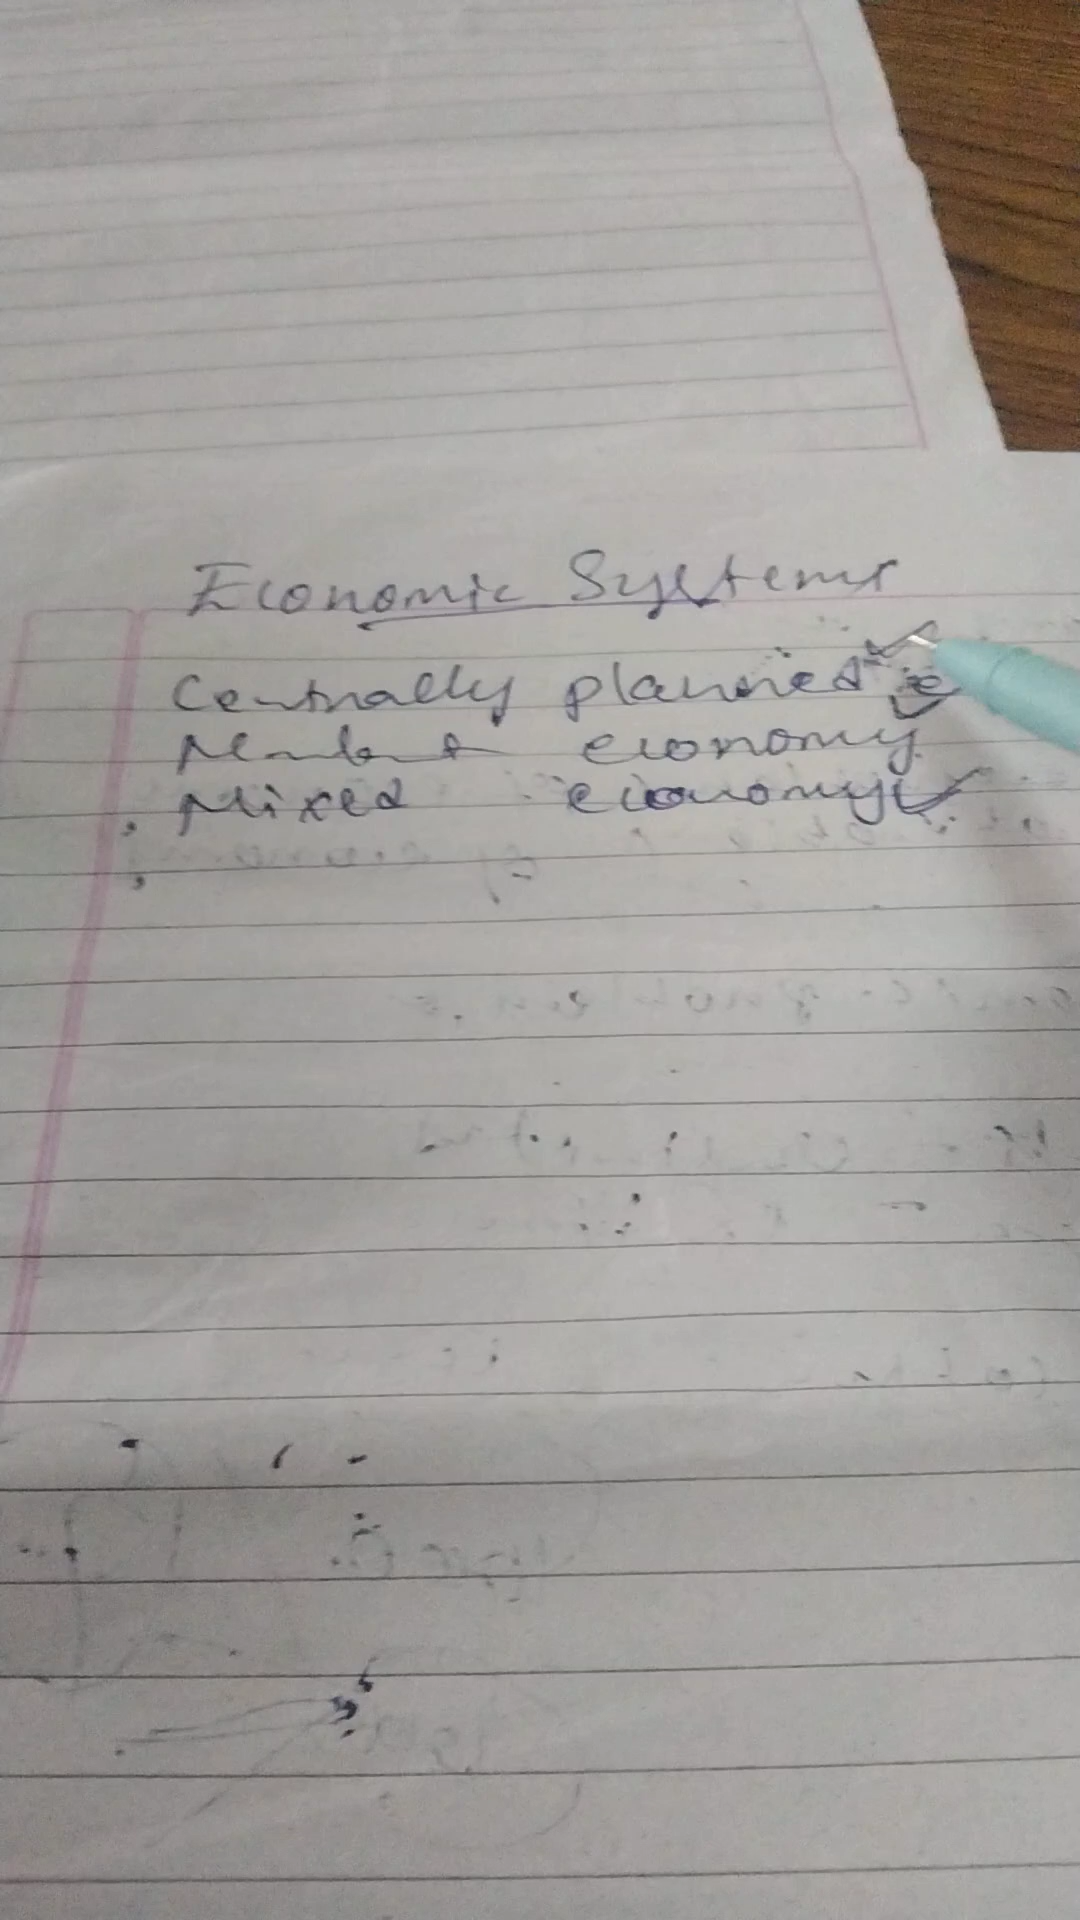 Economic Systems
Centrally planned e
Market economy
Mixed economy